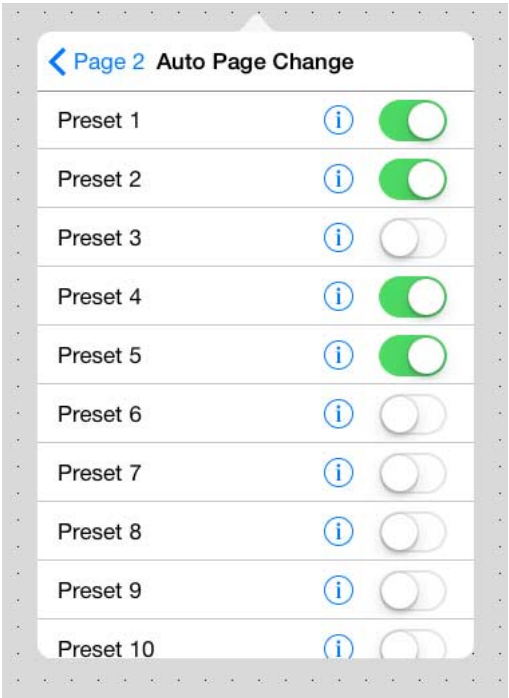 Page 2 Auto Page Change
Preset 1 i
Preset 2 i
Preset 3 i
Preset 4 i
Preset 5 i
Preset 6 i
Preset 7 i
Preset 8 i
Preset 9 i
Preset 10 i